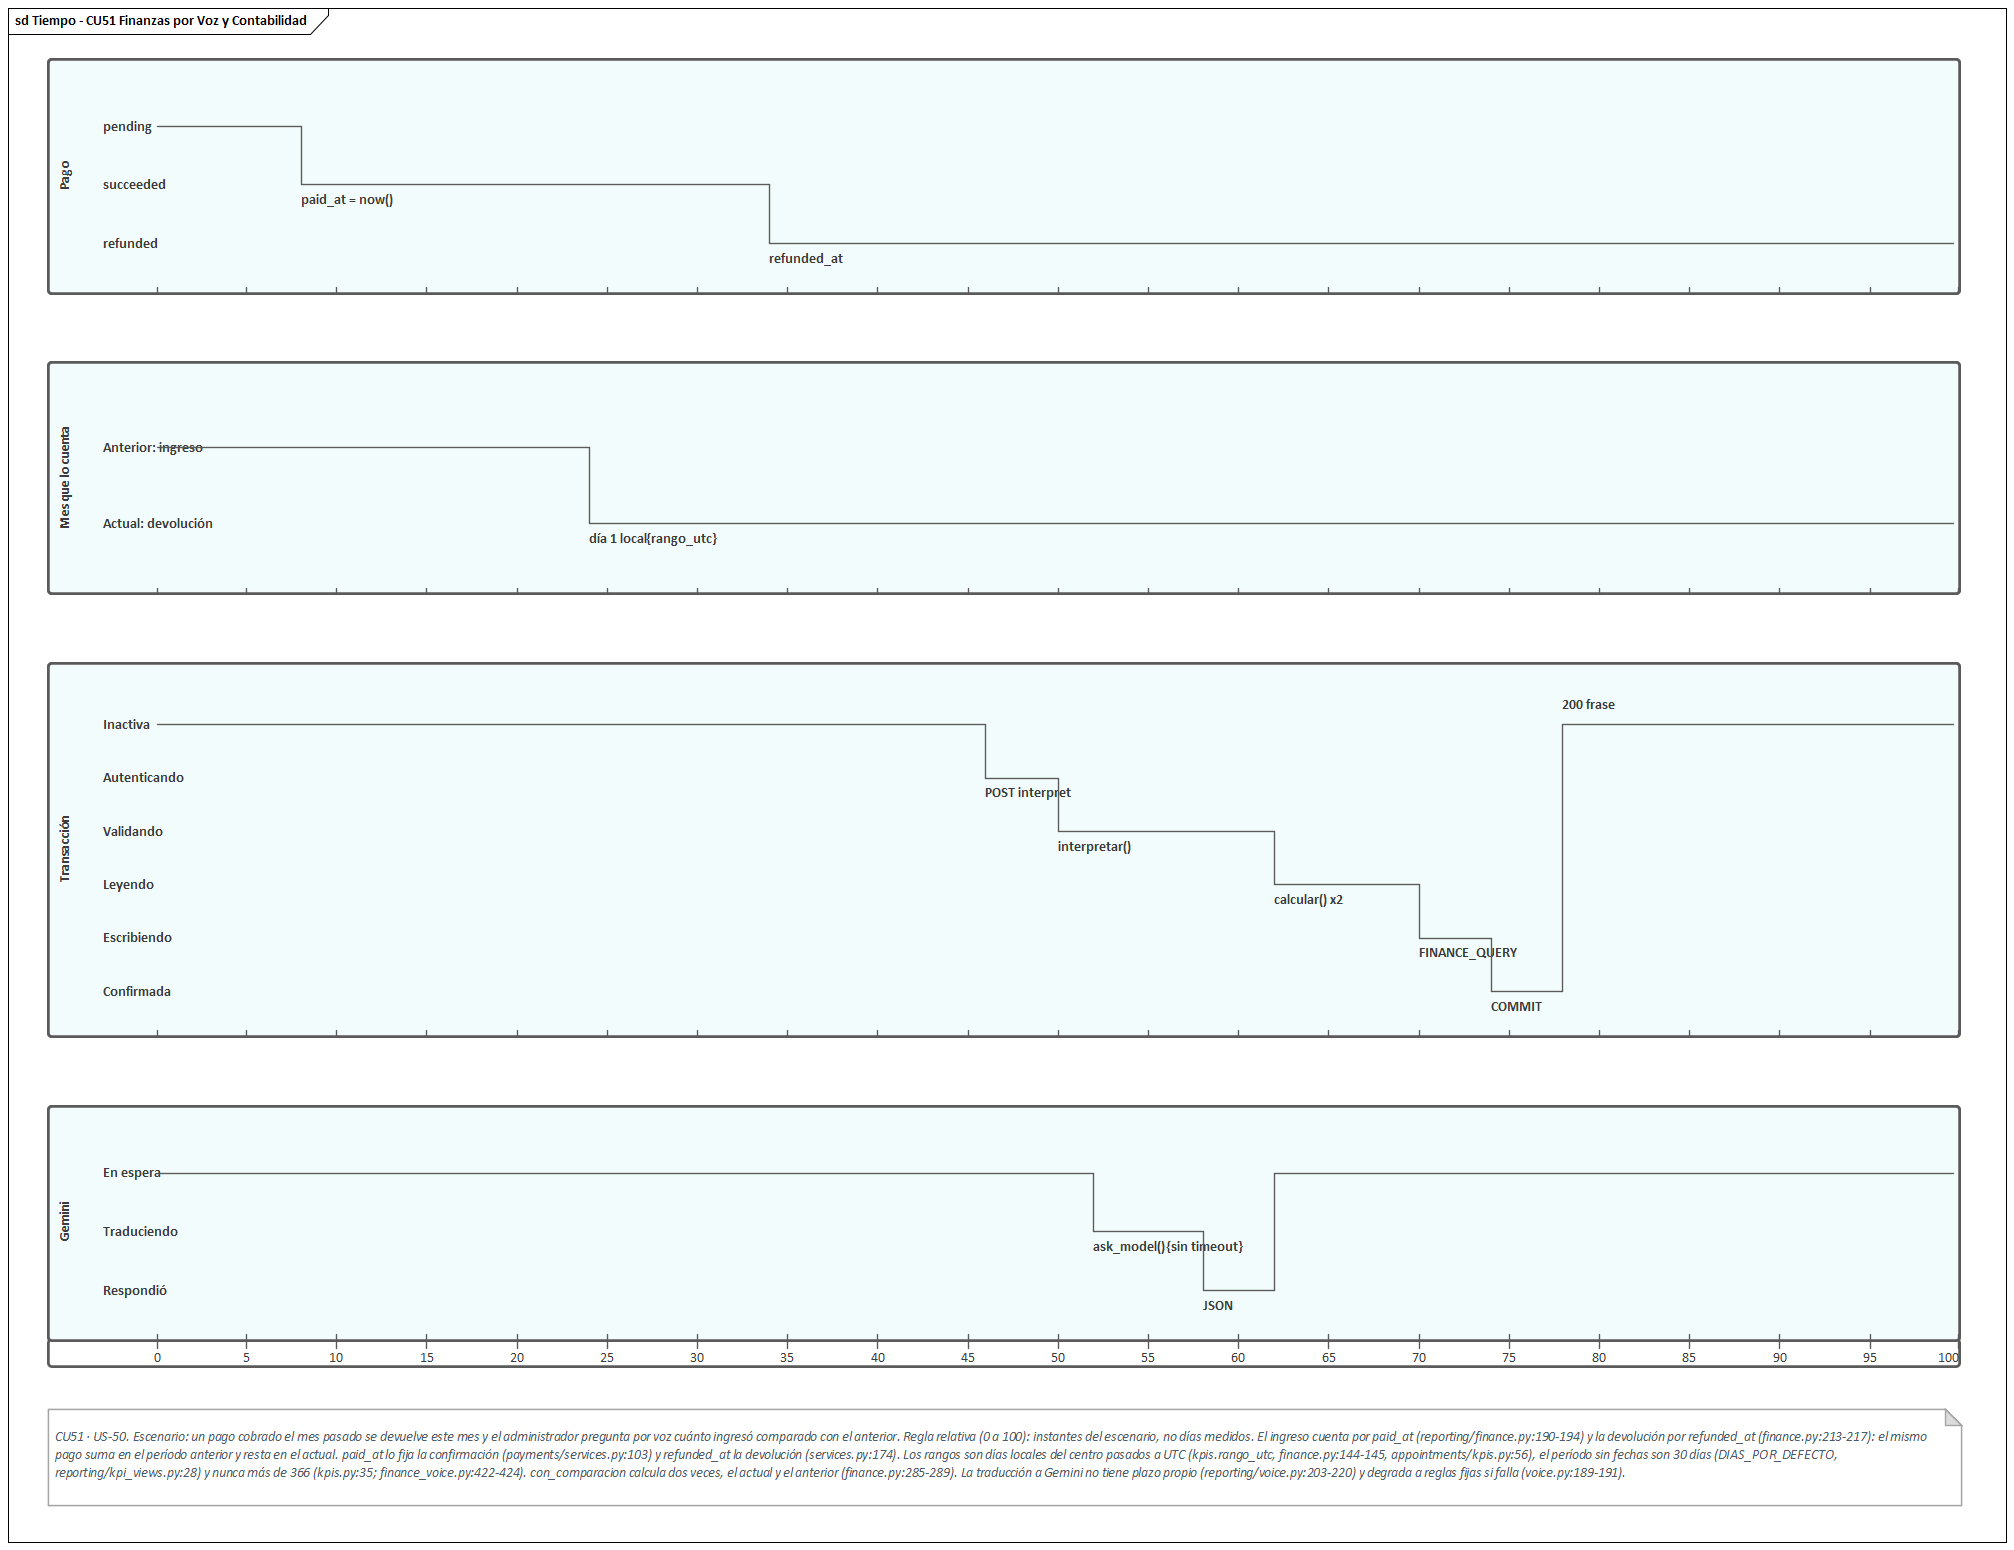 sd Tiempo - CU51 Finanzas por Voz y Contabilidad
Pago
pending
succeeded
paid_at = now()
refunded
refunded_at
Mes que lo cuenta
Anterior: ingreso
Actual: devolución
día 1 local{rango_utc}
Transacción
200 frase
Inactiva
Autenticando
POST interpret
Validando
interpretar()
Leyendo
calcular() x2
Escribiendo
FINANCE_QUERY
Confirmada
COMMIT
Gemini
En espera
Traduciendo
ask_model(){sin timeout}
Respondió
JSON
0 5 10 15 20 25 30 35 40 45 50 55 60 65 70 75 80 85 90 95 100
CU51 · US-50. Escenario: un pago cobrado el mes pasado se devuelve este mes y el administrador pregunta por voz cuánto ingresó comparado con el anterior. Regla relativa (0 a 100): instantes del escenario, no días medidos. El ingreso cuenta por paid_at (reporting/finance.py:190-194) y la devolución por refunded_at (finance.py:213-217): el mismo
pago suma en el período anterior y resta en el actual. paid_at lo fija la confirmación (payments/services.py:103) y refunded_at la devolución (services.py:174). Los rangos son días locales del centro pasados a UTC (kpis.rango_utc, finance.py:144-145, appointments/kpis.py:56), el período sin fechas son 30 días (DIAS_POR_DEFECTO,
reporting/kpi_views.py:28) y nunca más de 366 (kpis.py:35; finance_voice.py:422-424). con_comparacion calcula dos veces, el actual y el anterior (finance.py:285-289). La traducción a Gemini no tiene plazo propio (reporting/voice.py:203-220) y degrada a reglas fijas si falla (voice.py:189-191).